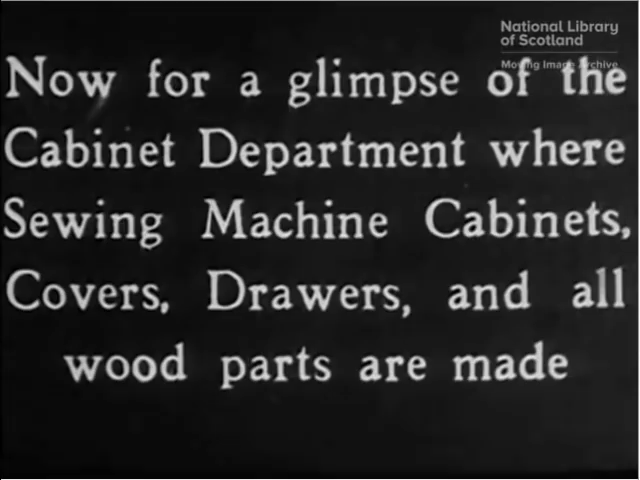 National Library
of Scotland
Moving Image Archive
Now for a glimpse of the
Cabinet Department where
Sewing Machine Cabinets,
Covers, Drawers, and all
wood parts are made